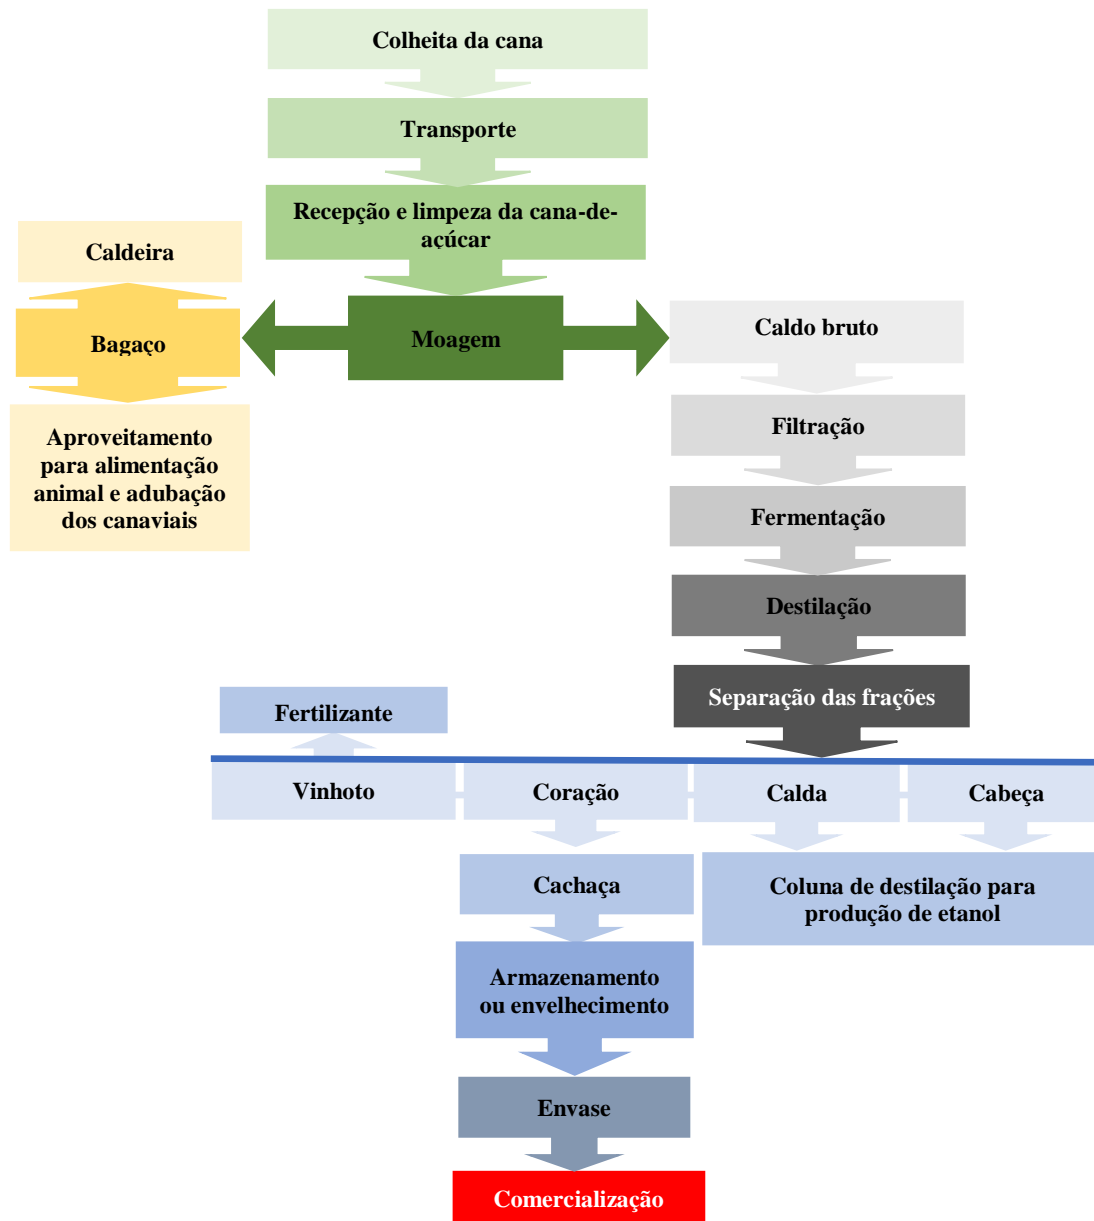 Colheita da cana
Transporte
Recepção e limpeza da cana-de-
açúcar
Caldeira
Bagaço
Moagem
Caldo bruto
Aproveitamento
para alimentação
animal e adubação
dos canaviais
Filtração
Fermentação
Destilação
Separação das frações
Fertilizante
Vinhoto
Coração
Calda
Cabeça
Cachaça
Coluna de destilação para
produção de etanol
Armazenamento
ou envelhecimento
Envase
Comercialização